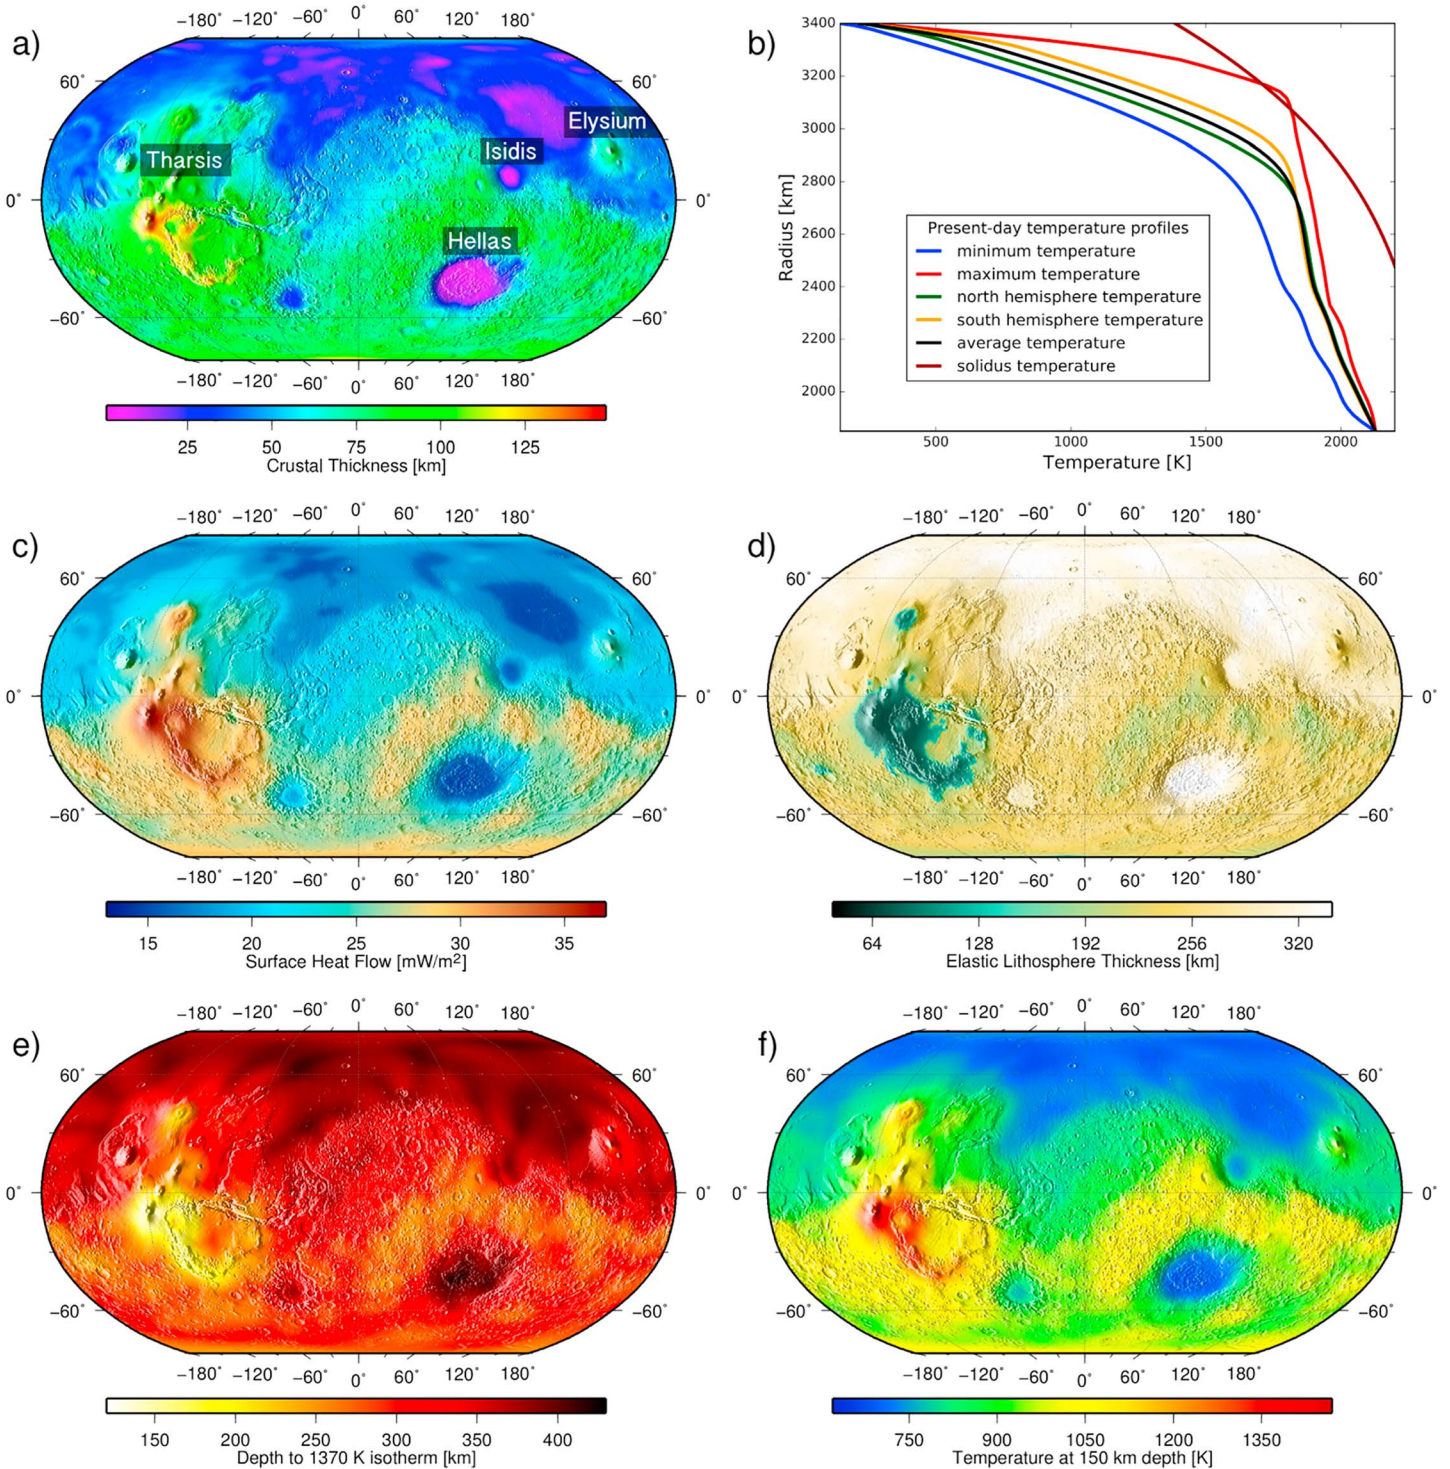 a)
−180˚ −120˚ −60˚ 0˚ 60˚ 120˚ 180˚
60˚ 60˚
Elysium
Isidis
Tharsis
0˚ 0˚
Hellas
−60˚ −60˚
−180˚ −120˚ −60˚ 0˚ 60˚ 120˚ 180˚
25 50 75 100 125
Crustal Thickness [km]
b)
3400
3200
3000
2800
2600
2400
2200
2000
Radius [km]
Present-day temperature profiles
minimum temperature
maximum temperature
north hemisphere temperature
south hemisphere temperature
average temperature
solidus temperature
500 1000 1500 2000
Temperature [K]
c)
−180˚ −120˚ −60˚ 0˚ 60˚ 120˚ 180˚
60˚ 60˚
0˚ 0˚
−60˚ −60˚
−180˚ −120˚ −60˚ 0˚ 60˚ 120˚ 180˚
15 20 25 30 35
Surface Heat Flow [mW/m²]
d)
−180˚ −120˚ −60˚ 0˚ 60˚ 120˚ 180˚
60˚ 60˚
0˚ 0˚
−60˚ −60˚
−180˚ −120˚ −60˚ 0˚ 60˚ 120˚ 180˚
64 128 192 256 320
Elastic Lithosphere Thickness [km]
e)
−180˚ −120˚ −60˚ 0˚ 60˚ 120˚ 180˚
60˚ 60˚
0˚ 0˚
−60˚ −60˚
−180˚ −120˚ −60˚ 0˚ 60˚ 120˚ 180˚
150 200 250 300 350 400
Depth to 1370 K isotherm [km]
f)
−180˚ −120˚ −60˚ 0˚ 60˚ 120˚ 180˚
60˚ 60˚
0˚ 0˚
−60˚ −60˚
−180˚ −120˚ −60˚ 0˚ 60˚ 120˚ 180˚
750 900 1050 1200 1350
Temperature at 150 km depth [K]